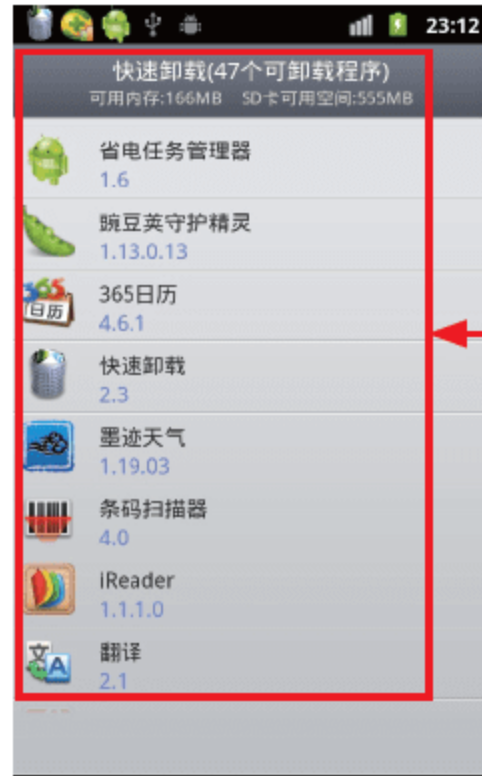 23:12
快速卸载(47个可卸载程序)
可用内存:166MB SD卡可用空间:555MB
省电任务管理器
1.6
豌豆荚守护精灵
1.13.0.13
365
日历
365日历
4.6.1
快速卸载
2.3
墨迹天气
1.19.03
条码扫描器
4.0
iReader
1.1.1.0
翻译
2.1
文
A